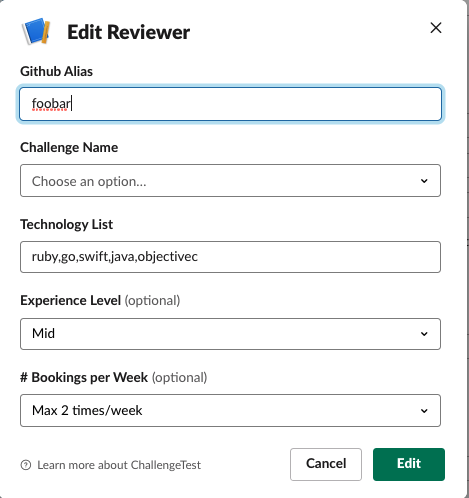 Edit Reviewer
Github Alias
foobar
Challenge Name
Choose an option...
Technology List
ruby,go,swift,java,objectivec
Experience Level (optional)
Mid
# Bookings per Week (optional)
Max 2 times/week
Learn more about ChallengeTest
Cancel
Edit